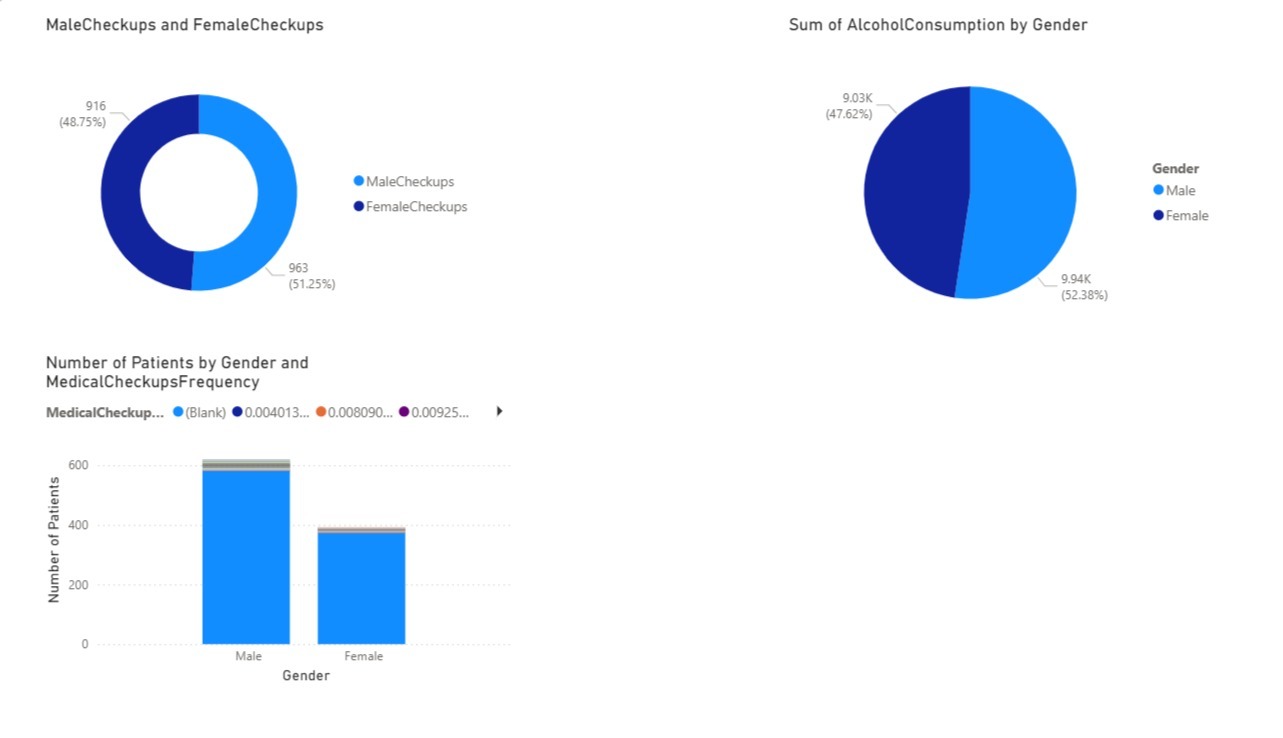 MaleCheckups and FemaleCheckups
916
(48.75%)
963
(51.25%)
MaleCheckups
FemaleCheckups
Sum of AlcoholConsumption by Gender
9.03K
(47.62%)
9.94K
(52.38%)
Gender
Male
Female
Number of Patients by Gender and
MedicalCheckupsFrequency
MedicalCheckup... (Blank) 0.004013... 0.008090... 0.00925...
Number of Patients
600
400
200
0
Male Female
Gender